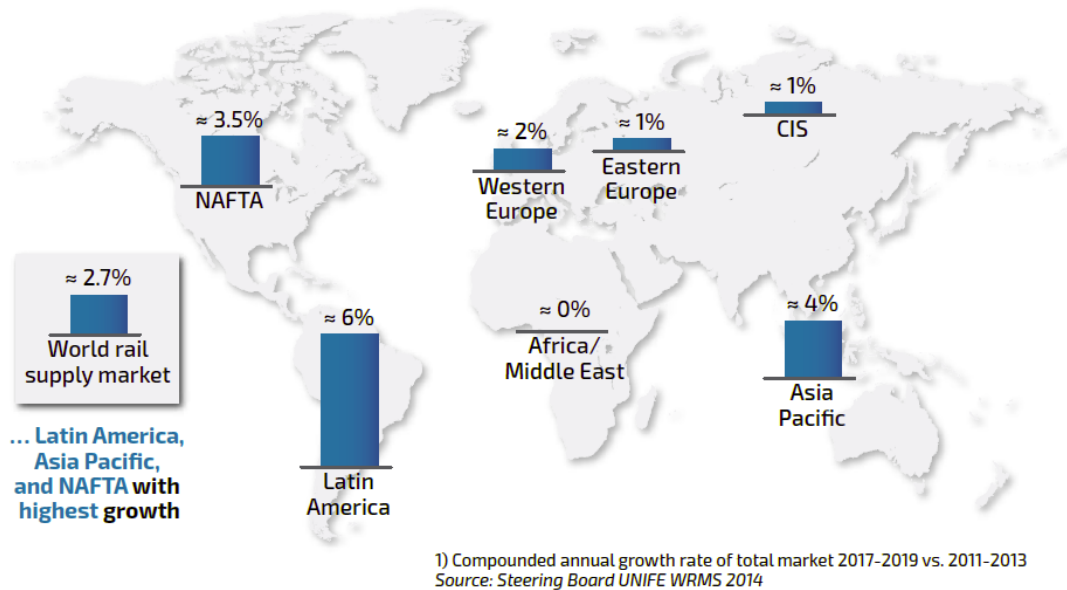 ≈ 1%
CIS
≈ 3.5%
NAFTA
≈ 2%
Western
Europe
≈ 1%
Eastern
Europe
≈ 2.7%
World rail
supply market
≈ 6%
Latin
America
≈ 0%
Africa/
Middle East
≈ 4%
Asia
Pacific
... Latin America,
Asia Pacific,
and NAFTA with
highest growth
1) Compounded annual growth rate of total market 2017-2019 vs. 2011-2013
Source: Steering Board UNIFE WRMS 2014